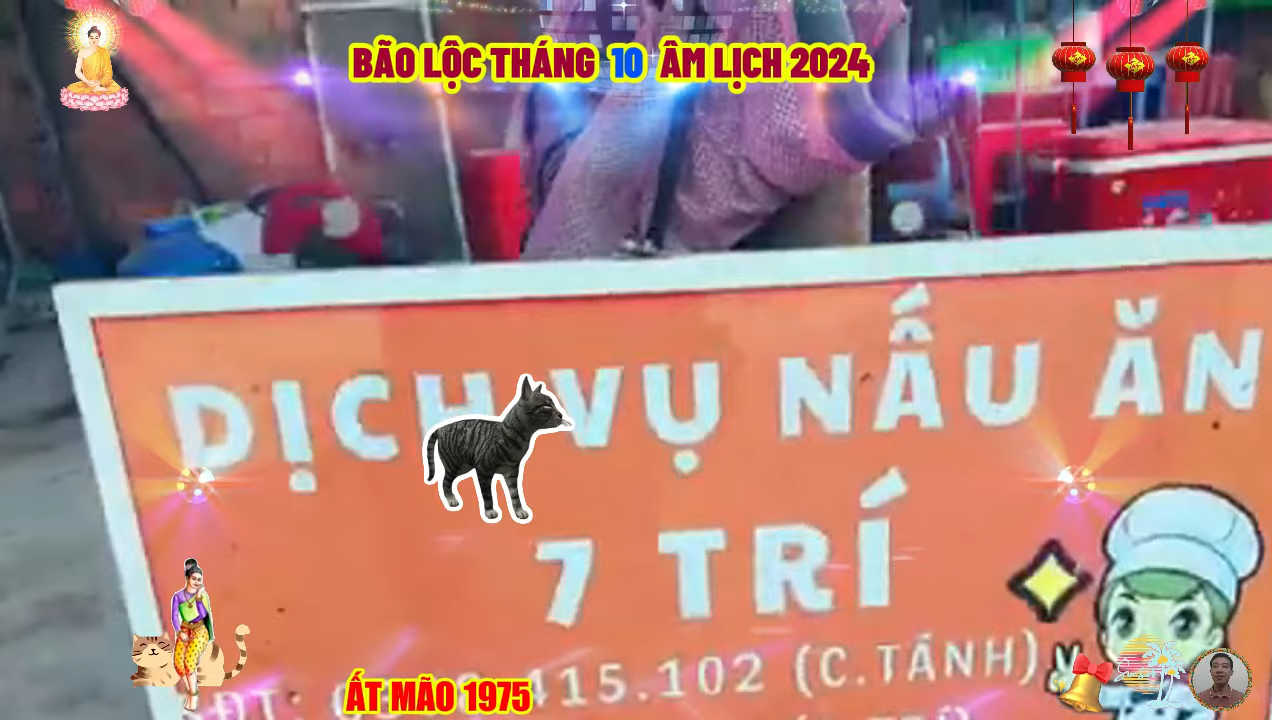 BÃO LỘC THÁNG 10 ÂM LỊCH 2024
DỊCH VỤ NẤU ĂN
7 TRÍ
SĐT: 415.102 (C.TÁNH)
ẤT MÃO 1975